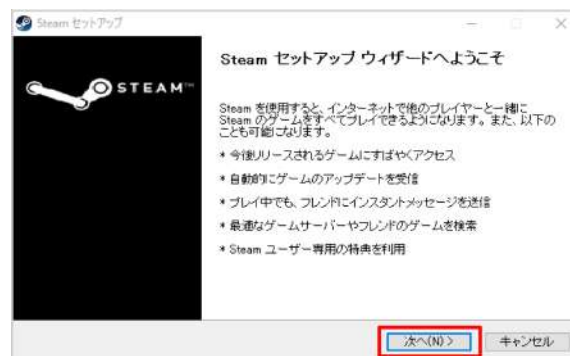 Steam セットアップ
STEAM™
Steam セットアップ ウィザードへようこそ
Steam を使用すると、インターネットで他のプレイヤーと一緒に
Steam のゲームをすべてプレイできるようになります。また、以下の
ことも可能になります。
* 今後リリースされるゲームにすばやくアクセス
* 自動的にゲームのアップデートを受信
* プレイ中でも、フレンドにインスタントメッセージを送信
* 最適なゲームサーバーやフレンドのゲームを検索
* Steam ユーザー専用の特典を利用
次へ(N) >
キャンセル